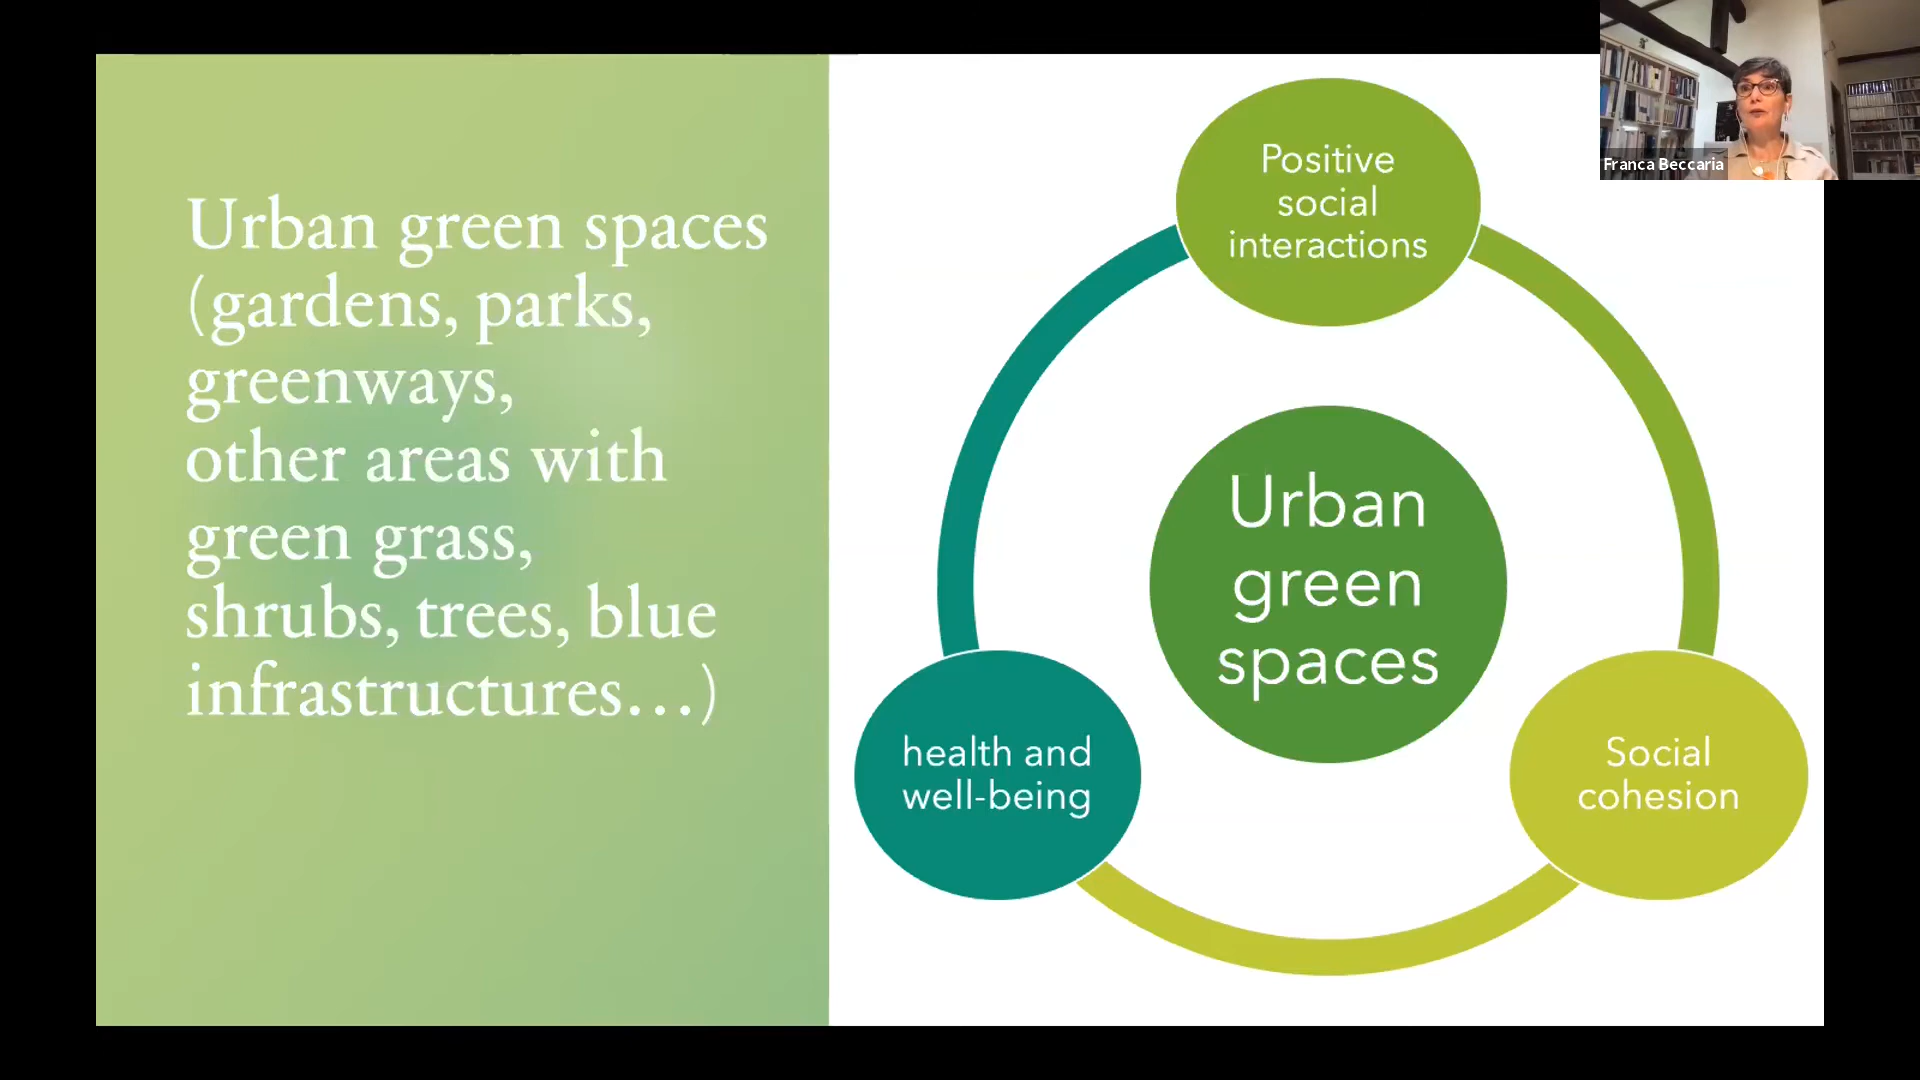 Urban green spaces
(gardens, parks,
greenways,
other areas with
green grass,
shrubs, trees, blue
infrastructures…)
Positive
social
interactions
Urban
green
spaces
health and
well-being
Social
cohesion
Franca Beccaria